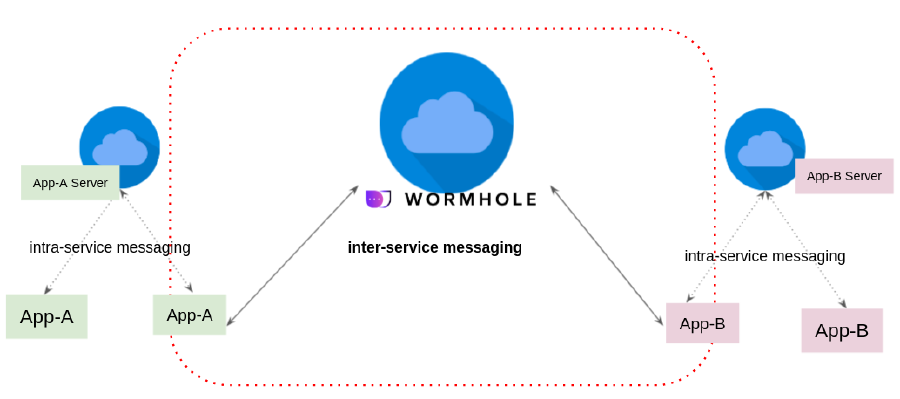 WORMHOLE
App-A Server
App-B Server
intra-service messaging
inter-service messaging
intra-service messaging
App-A
App-A
App-B
App-B